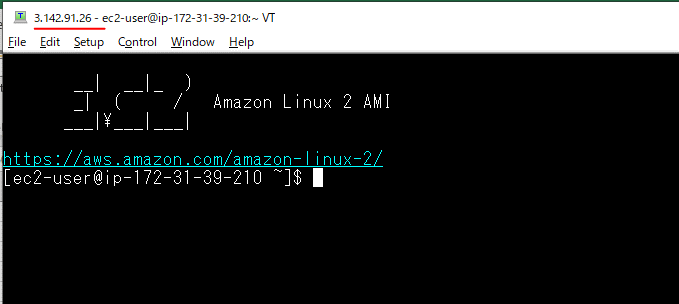 3.142.91.26 - ec2-user@ip-172-31-39-210:~ VT
File Edit Setup Control Window Help
__|  __|_  )
_|  (     /   Amazon Linux 2 AMI
___|¥___|___|
https://aws.amazon.com/amazon-linux-2/
[ec2-user@ip-172-31-39-210 ~]$